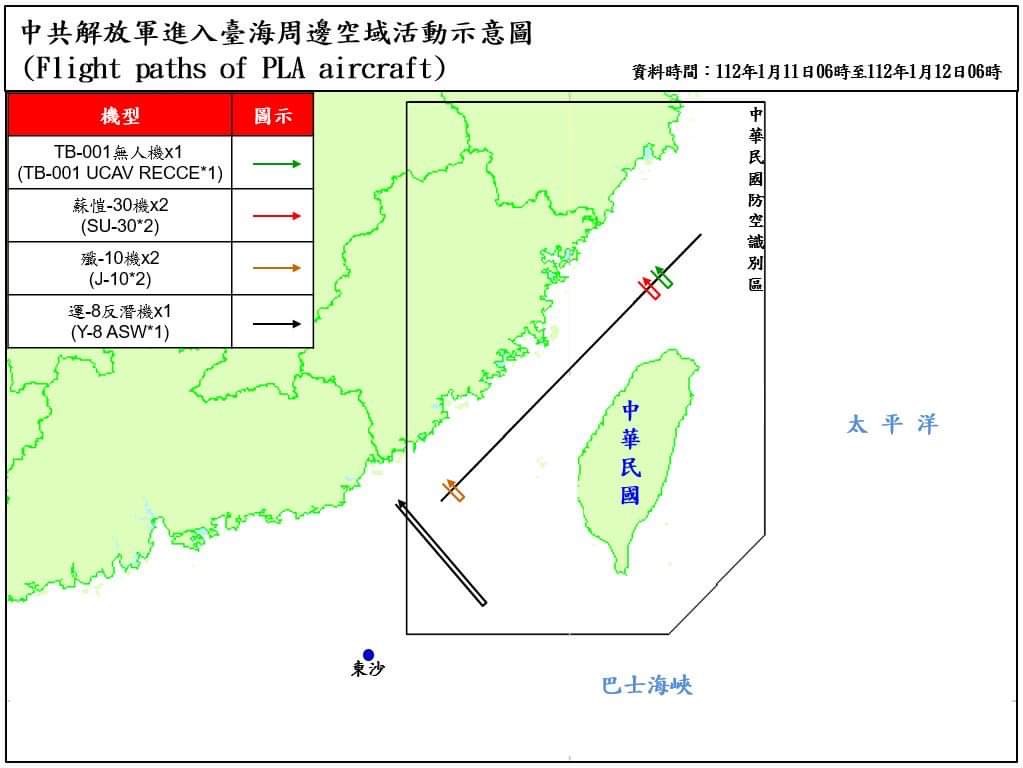 中共解放軍進入臺海周邊空域活動示意圖
(Flight paths of PLA aircraft)
資料時間：112年1月11日06時至112年1月12日06時
機型 圖示
TB-001無人機x1
(TB-001 UCAV RECCE*1)
蘇愷-30機x2
(SU-30*2)
殲-10機x2
(J-10*2)
運-8反潛機x1
(Y-8 ASW*1)
中華民國防空識別區
中華民國
太平洋
東沙
巴士海峽